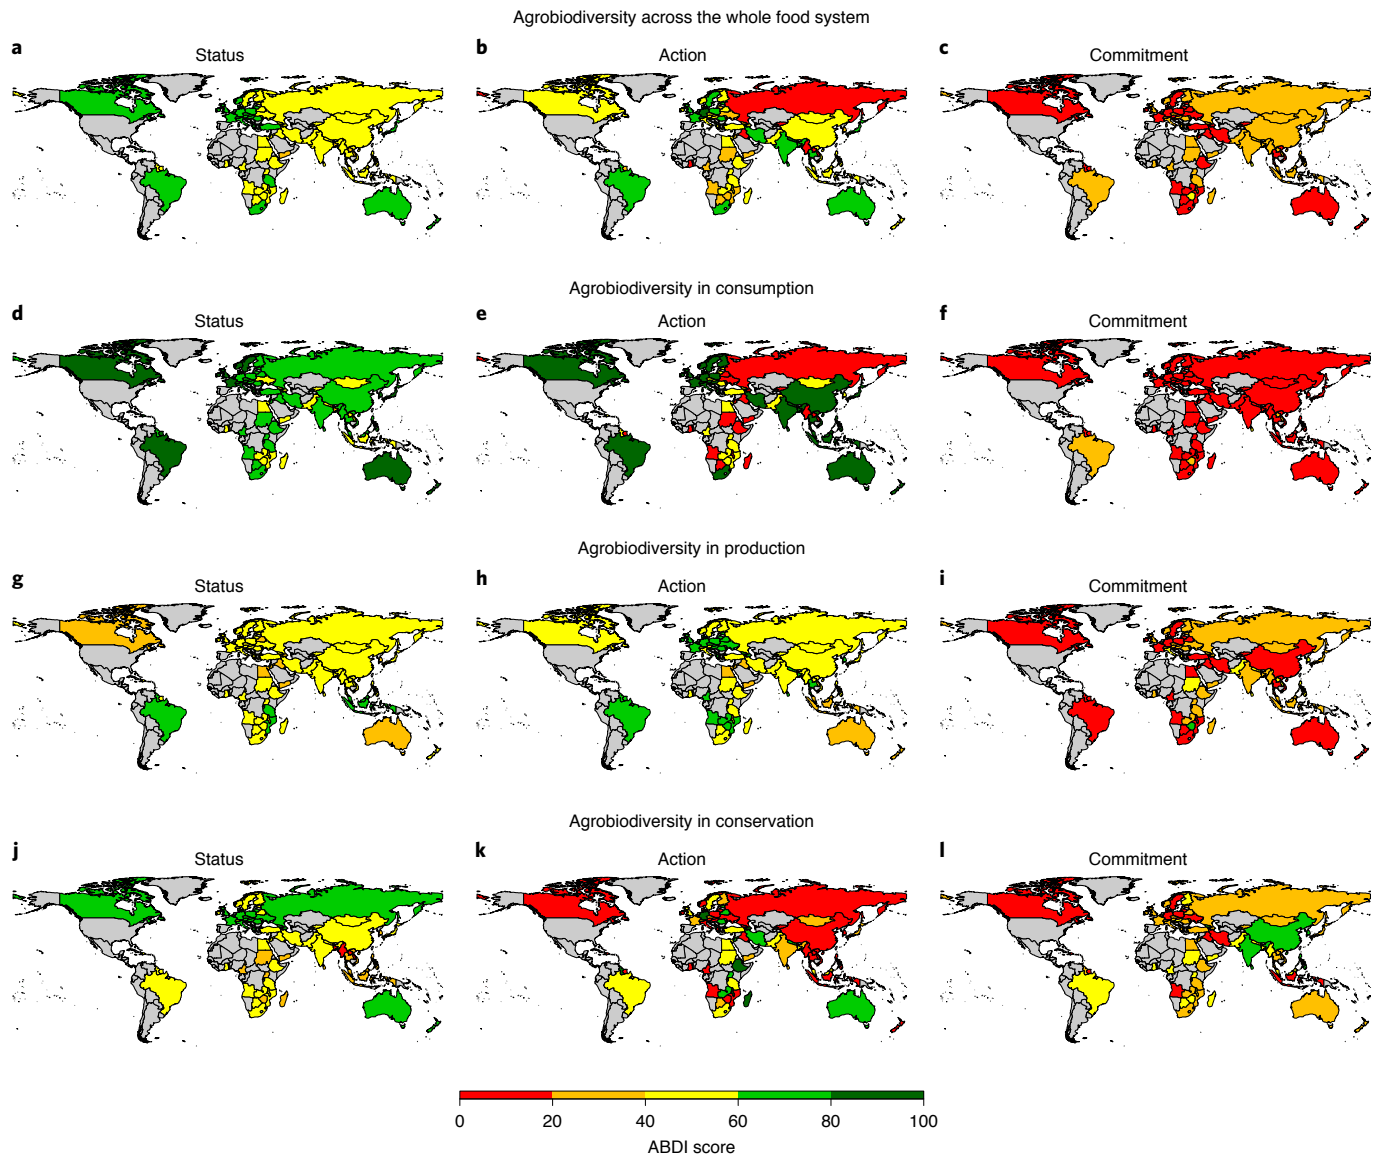 Agrobiodiversity across the whole food system
a Status b Action c Commitment
Agrobiodiversity in consumption
d Status e Action f Commitment
Agrobiodiversity in production
g Status h Action i Commitment
Agrobiodiversity in conservation
j Status k Action l Commitment
0 20 40 60 80 100
ABDI score